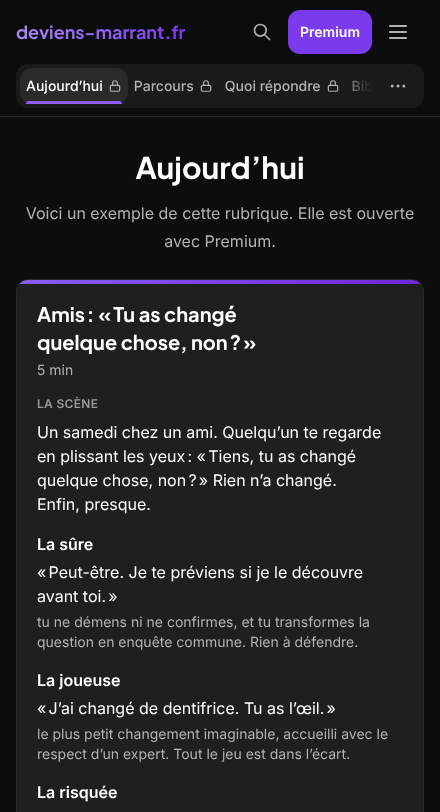 deviens-marrant.fr
Premium
Aujourd’hui
Parcours
Quoi répondre
Aujourd’hui
Voici un exemple de cette rubrique. Elle est ouverte
avec Premium.
Amis : « Tu as changé
quelque chose, non ? »
5 min
LA SCÈNE
Un samedi chez un ami. Quelqu’un te regarde
en plissant les yeux : « Tiens, tu as changé
quelque chose, non ? » Rien n’a changé.
Enfin, presque.
La sûre
« Peut-être. Je te préviens si je le découvre
avant toi. »
tu ne démens ni ne confirmes, et tu transformes la
question en enquête commune. Rien à défendre.
La joueuse
« J’ai changé de dentifrice. Tu as l’œil. »
le plus petit changement imaginable, accueilli avec le
respect d’un expert. Tout le jeu est dans l’écart.
La risquée